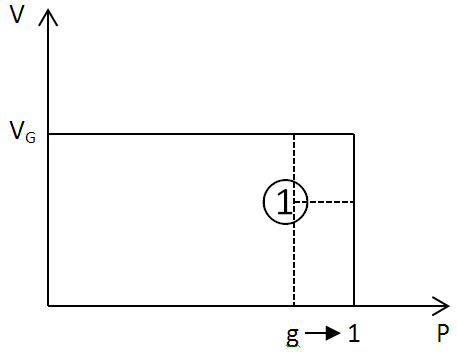 V
V_G
①
g → 1 P